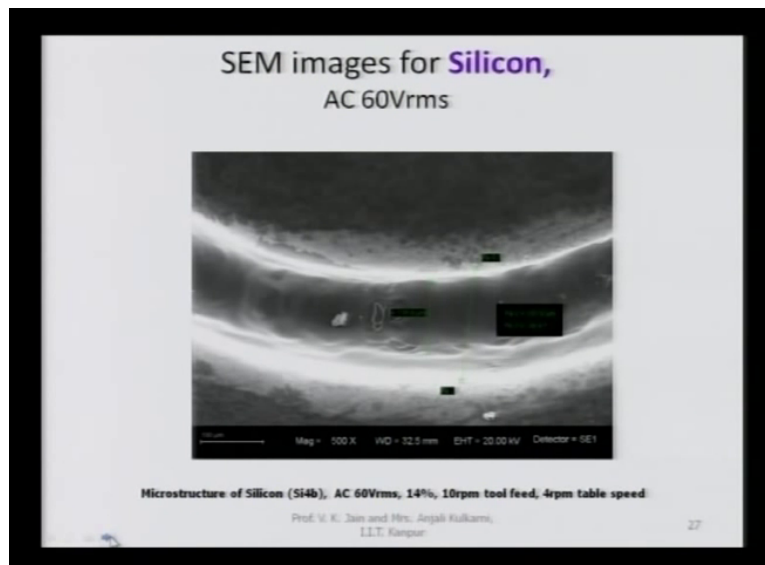 SEM images for Silicon,
AC 60Vrms
Mag = 500 X WD = 32.5 mm EHT = 20.00 kV Detector = SE1
Microstructure of Silicon (Si4b), AC 60Vrms, 14%, 10rpm tool feed, 4rpm table speed
Prof. V. K. Jain and Mrs. Anjali Kulkarni,
I.I.T. Kanpur
27